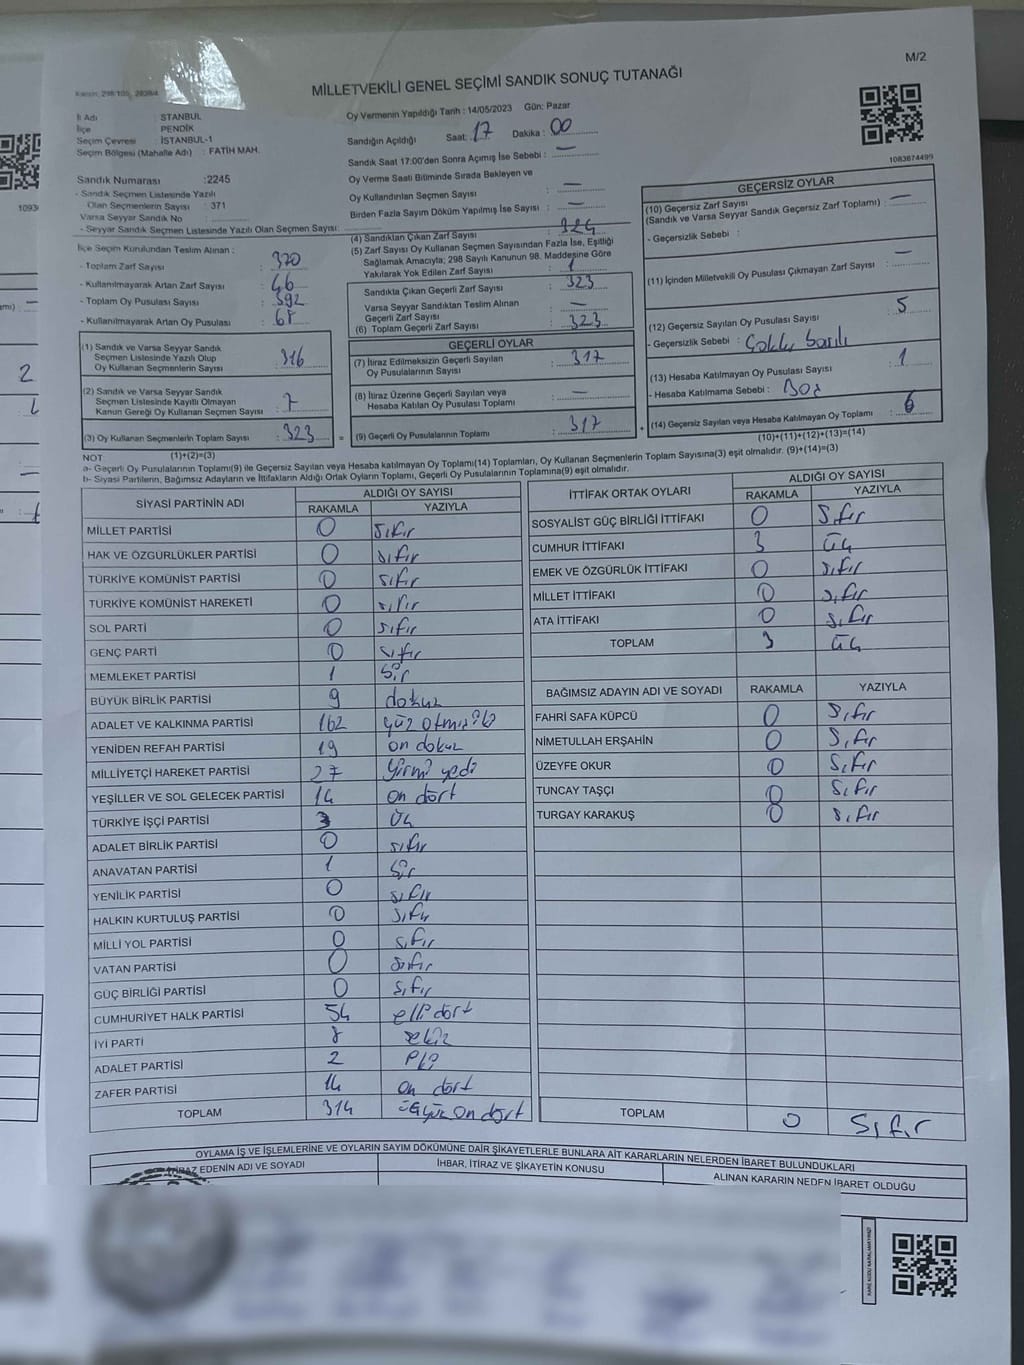 M/2
MİLLETVEKİLİ GENEL SEÇİMİ SANDIK SONUÇ TUTANAĞI
İl Adı : İSTANBUL
İlçe : PENDİK
Seçim Çevresi : İSTANBUL-1
Seçim Bölgesi (Mahalle Adı) : FATİH MAH.
Sandık Numarası :2245
- Sandık Seçmen Listesinde Yazılı
Olan Seçmenlerin Sayısı : 371
Varsa Seyyar Sandık No :
- Seyyar Sandık Seçmen Listesinde Yazılı Olan Seçmen Sayısı:
İlçe Seçim Kurulundan Teslim Alınan :
- Toplam Zarf Sayısı : 370
- Kullanılmayarak Artan Zarf Sayısı : 46
- Toplam Oy Pusulası Sayısı : 392
- Kullanılmayarak Artan Oy Pusulası : 68
(1) Sandık ve Varsa Seyyar Sandık
Seçmen Listesinde Yazılı Olup
Oy Kullanan Seçmenlerin Sayısı : 316
(2) Sandık ve Varsa Seyyar Sandık
Seçmen Listesinde Kayıtlı Olmayan
Kanun Gereği Oy Kullanan Seçmen Sayısı : 7
(3) Oy Kullanan Seçmenlerin Toplam Sayısı : 323
(1)+(2)=(3)
Oy Vermenin Yapıldığı Tarih : 14/05/2023 Gün: Pazar
Sandığın Açıldığı Saat: 17 Dakika : 00
Sandık Saat 17:00'den Sonra Açımış İse Sebebi : —
Oy Verme Saati Bitiminde Sırada Bekleyen ve
Oy Kullandırılan Seçmen Sayısı : —
Birden Fazla Sayım Döküm Yapılmış İse Sayısı : —
(4) Sandıktan Çıkan Zarf Sayısı : 324
(5) Zarf Sayısı Oy Kullanan Seçmen Sayısından Fazla İse, Eşitliği
Sağlamak Amacıyla; 298 Sayılı Kanunun 98. Maddesine Göre
Yakılarak Yok Edilen Zarf Sayısı : 1
Sandıkta Çıkan Geçerli Zarf Sayısı : 323
Varsa Seyyar Sandıktan Teslim Alınan
Geçerli Zarf Sayısı : —
(6) Toplam Geçerli Zarf Sayısı : 323
GEÇERLİ OYLAR
(7) İtiraz Edilmeksizin Geçerli Sayılan
Oy Pusulalarının Sayısı : 317
(8) İtiraz Üzerine Geçerli Sayılan veya
Hesaba Katılan Oy Pusulası Toplamı : —
= (9) Geçerli Oy Pusulalarının Toplamı : 317 +
1083674499
GEÇERSİZ OYLAR
(10) Geçersiz Zarf Sayısı
(Sandık ve Varsa Seyyar Sandık Geçersiz Zarf Toplamı) : —
- Geçersizlik Sebebi :
(11) İçinden Milletvekili Oy Pusulası Çıkmayan Zarf Sayısı : —
(12) Geçersiz Sayılan Oy Pusulası Sayısı : 5
- Geçersizlik Sebebi : Çoklu basılı
(13) Hesaba Katılmayan Oy Pusulası Sayısı : 1
- Hesaba Katılmama Sebebi : Boş
(14) Geçersiz Sayılan veya Hesaba Katılmayan Oy Toplamı : 6
(10)+(11)+(12)+(13)=(14)
NOT
a- Geçerli Oy Pusulalarının Toplamı(9) ile Geçersiz Sayılan veya Hesaba katılmayan Oy Toplamı(14) Toplamları, Oy Kullanan Seçmenlerin Toplam Sayısına(3) eşit olmalıdır. (9)+(14)=(3)
b- Siyasi Partilerin, Bağımsız Adayların ve İttifakların Aldığı Ortak Oyların Toplamı, Geçerli Oy Pusulalarının Toplamına(9) eşit olmalıdır.
SİYASİ PARTİNİN ADI ALDIĞI OY SAYISI
RAKAMLA YAZIYLA
MİLLET PARTİSİ 0 sıfır
HAK VE ÖZGÜRLÜKLER PARTİSİ 0 sıfır
TÜRKİYE KOMÜNİST PARTİSİ 0 sıfır
TÜRKİYE KOMÜNİST HAREKETİ 0 sıfır
SOL PARTİ 0 sıfır
GENÇ PARTİ 0 sıfır
MEMLEKET PARTİSİ 1 bir
BÜYÜK BİRLİK PARTİSİ 9 dokuz
ADALET VE KALKINMA PARTİSİ 162 yüz otmış iki
YENİDEN REFAH PARTİSİ 19 on dokuz
MİLLİYETÇİ HAREKET PARTİSİ 27 yirmi yedi
YEŞİLLER VE SOL GELECEK PARTİSİ 14 on dört
TÜRKİYE İŞÇİ PARTİSİ 3 üç
ADALET BİRLİK PARTİSİ 0 sıfır
ANAVATAN PARTİSİ 1 bir
YENİLİK PARTİSİ 0 sıfır
HALKIN KURTULUŞ PARTİSİ 0 sıfır
MİLLİ YOL PARTİSİ 0 sıfır
VATAN PARTİSİ 0 sıfır
GÜÇ BİRLİĞİ PARTİSİ 0 sıfır
CUMHURİYET HALK PARTİSİ 54 elli dört
İYİ PARTİ 8 sekiz
ADALET PARTİSİ 2 iki
ZAFER PARTİSİ 14 on dört
TOPLAM 314 üçyüz on dört
İTTİFAK ORTAK OYLARI ALDIĞI OY SAYISI
RAKAMLA YAZIYLA
SOSYALİST GÜÇ BİRLİĞİ İTTİFAKI 0 sıfır
CUMHUR İTTİFAKI 3 üç
EMEK VE ÖZGÜRLÜK İTTİFAKI 0 sıfır
MİLLET İTTİFAKI 0 sıfır
ATA İTTİFAKI 0 sıfır
TOPLAM 3 üç
BAĞIMSIZ ADAYIN ADI VE SOYADI RAKAMLA YAZIYLA
FAHRİ SAFA KÜPCÜ 0 sıfır
NİMETULLAH ERŞAHİN 0 sıfır
ÜZEYFE OKUR 0 sıfır
TUNCAY TAŞÇI 0 sıfır
TURGAY KARAKUŞ 0 sıfır
TOPLAM 0 sıfır
OYLAMA İŞ VE İŞLEMLERİNE VE OYLARIN SAYIM DÖKÜMÜNE DAİR ŞİKAYETLERLE BUNLARA AİT KARARLARIN NELERDEN İBARET BULUNDUKLARI
İTİRAZ EDENİN ADI VE SOYADI
İHBAR, İTİRAZ VE ŞİKAYETİN KONUSU
ALINAN KARARIN NEDEN İBARET OLDUĞU